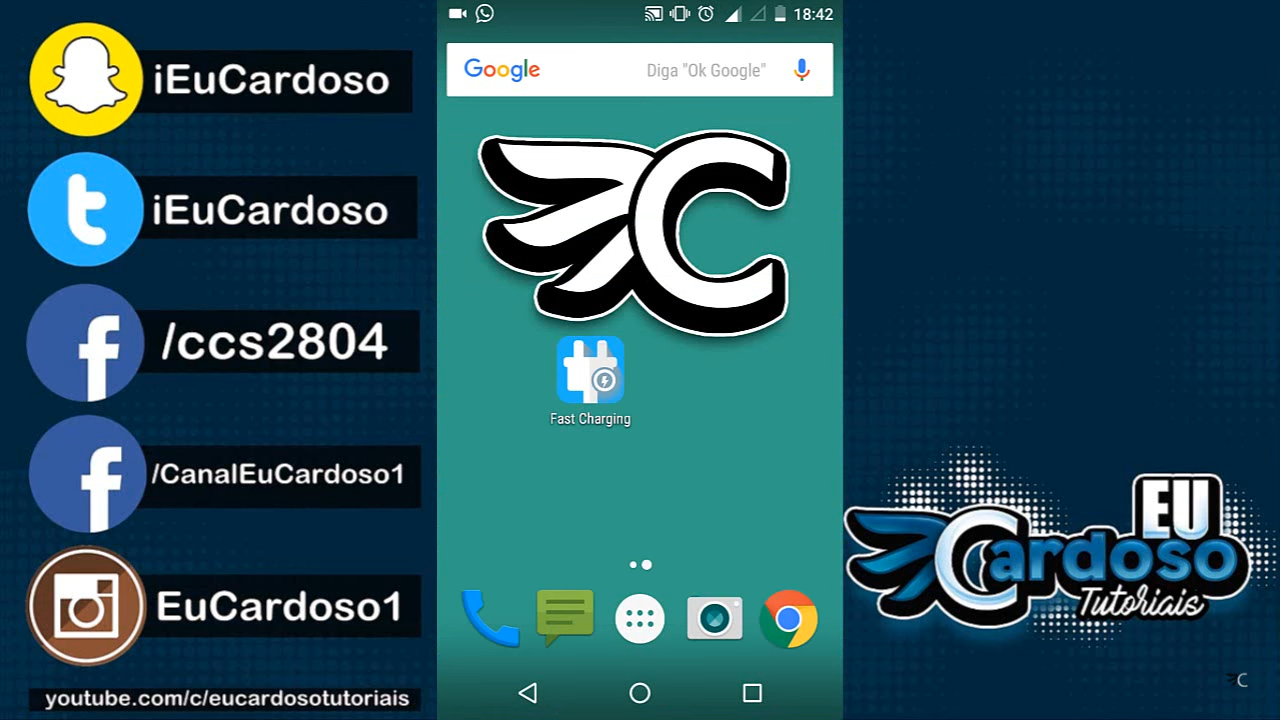 iEuCardoso
iEuCardoso
/ccs2804
/CanalEuCardoso1
EuCardoso1
youtube.com/c/eucardosotutoriais
18:42
Google
Diga "Ok Google"
C
Fast Charging
EU
Cardoso
Tutoriais
C